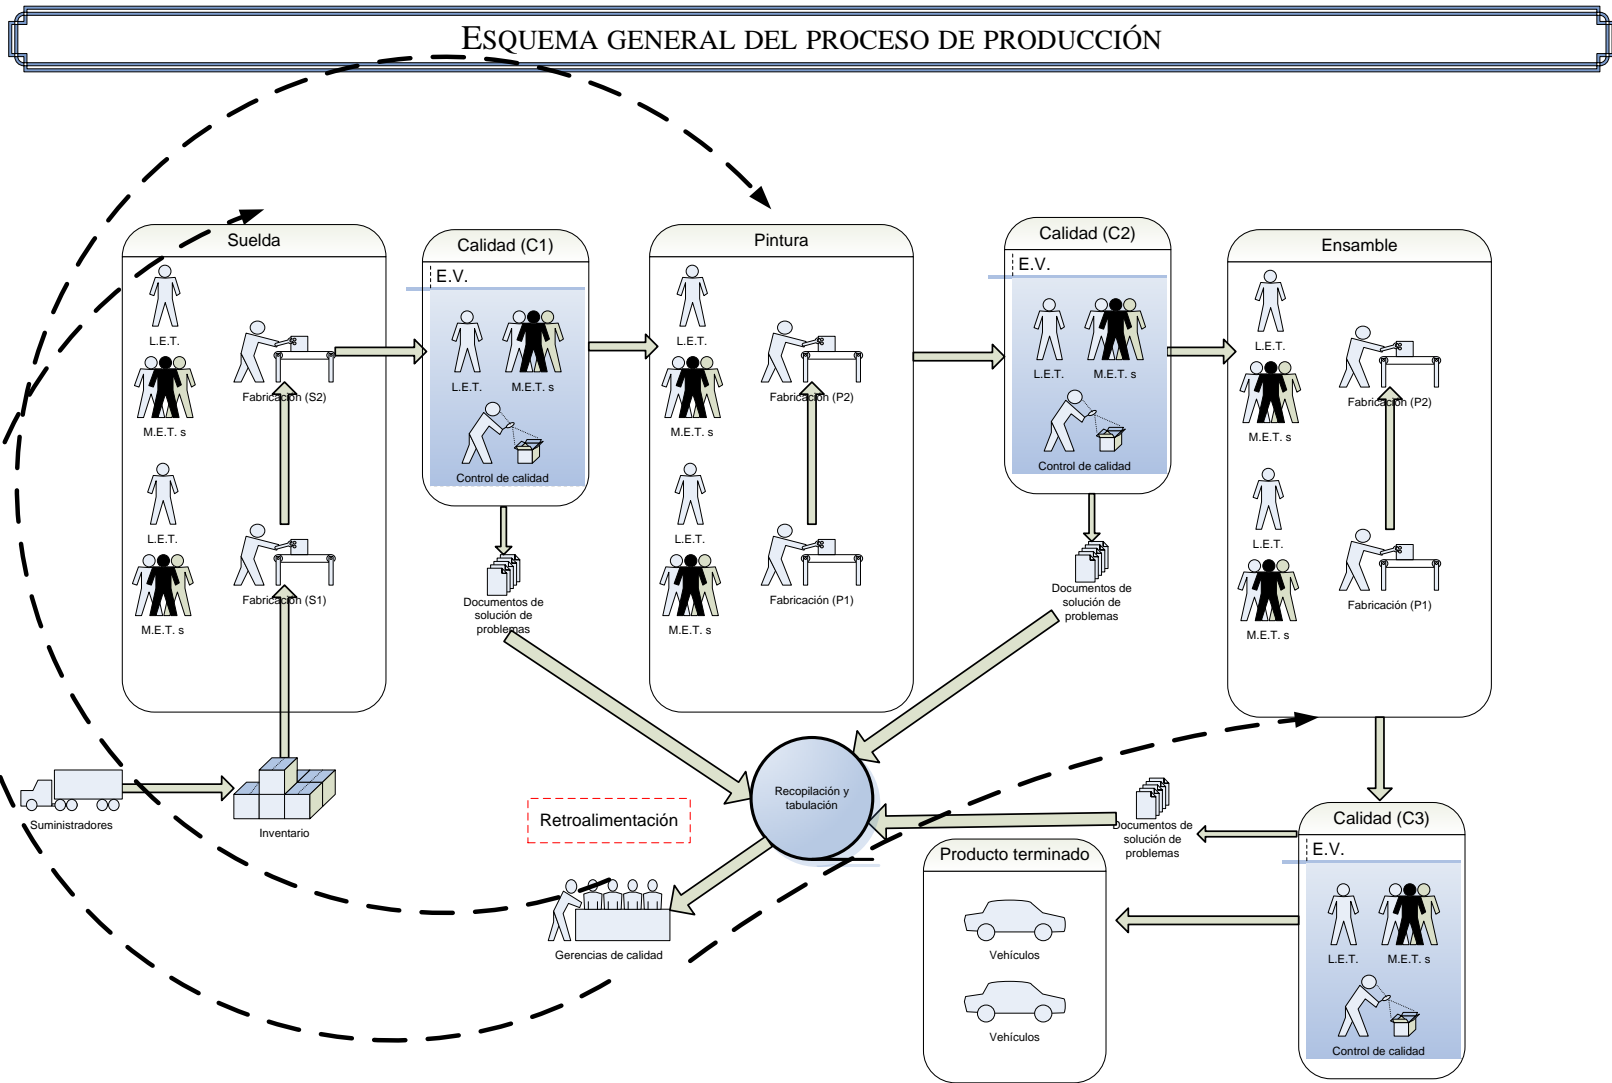 ESQUEMA GENERAL DEL PROCESO DE PRODUCCIÓN
Suelda
L.E.T.
M.E.T. s
Fabricación (S2)
L.E.T.
M.E.T. s
Fabricación (S1)
Calidad (C1)
E.V.
L.E.T.
M.E.T. s
Control de calidad
Documentos de
solución de
problemas
Pintura
L.E.T.
M.E.T. s
Fabricación (P2)
L.E.T.
M.E.T. s
Fabricación (P1)
Calidad (C2)
E.V.
L.E.T.
M.E.T. s
Control de calidad
Documentos de
solución de
problemas
Ensamble
L.E.T.
M.E.T. s
Fabricación (P2)
L.E.T.
M.E.T. s
Fabricación (P1)
Suministradores
Inventario
Retroalimentación
Recopilación y
tabulación
Gerencias de calidad
Documentos de
solución de
problemas
Producto terminado
Vehículos
Vehículos
Calidad (C3)
E.V.
L.E.T.
M.E.T. s
Control de calidad